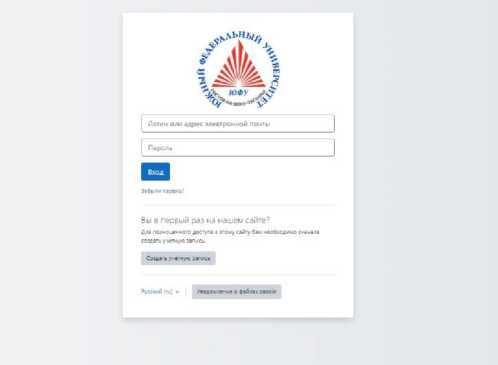 ЮЖНЫЙ ФЕДЕРАЛЬНЫЙ УНИВЕРСИТЕТ
ЮФУ
Логин или адрес электронной почты
Пароль
Вход
Забыли пароль?
Вы в первый раз на нашем сайте?
Для полноценного доступа к этому сайту Вам необходимо сначала
создать учетную запись.
Создать учетную запись
Русский (ru)
Уведомление о файлах cookie